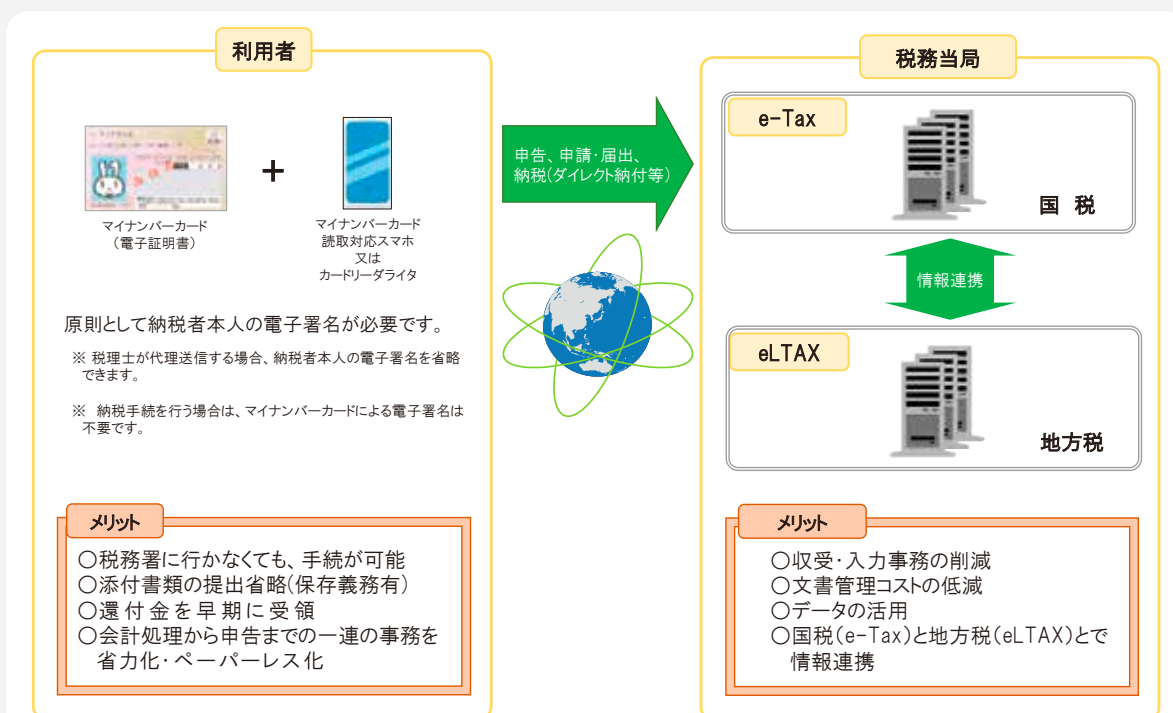 利用者
マイナンバーカード
（電子証明書）
+
マイナンバーカード
読取対応スマホ
又は
カードリーダライタ
原則として納税者本人の電子署名が必要です。
※ 税理士が代理送信する場合、納税者本人の電子署名を省略
できます。
※ 納税手続を行う場合は、マイナンバーカードによる電子署名は
不要です。
メリット
○税務署に行かなくても、手続が可能
○添付書類の提出省略(保存義務有)
○還付金を早期に受領
○会計処理から申告までの一連の事務を
省力化・ペーパーレス化
申告、申請・届出、
納税(ダイレクト納付等)
税務当局
e-Tax
国 税
情報連携
eLTAX
地方税
メリット
○収受・入力事務の削減
○文書管理コストの低減
○データの活用
○国税(e-Tax)と地方税(eLTAX)とで
情報連携